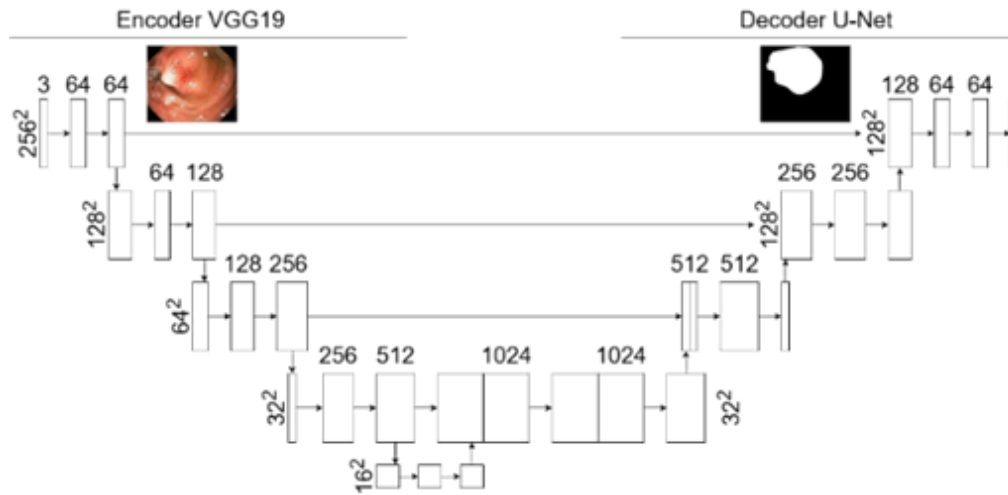 Encoder VGG19
Decoder U-Net
3 64 64
128 64 64
256²
128²
64 128
256 256
128²
128²
128 256
512 512
64²
256 512 1024 1024
32²
32²
16²